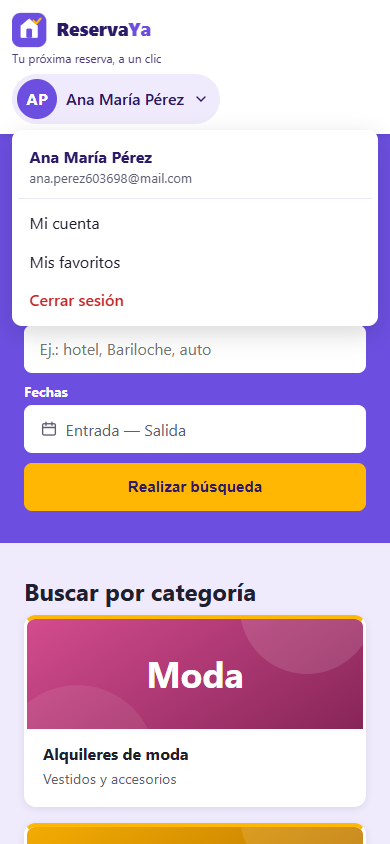 ReservaYa
Tu próxima reserva, a un clic
AP Ana María Pérez
Ana María Pérez
ana.perez603698@mail.com
Mi cuenta
Mis favoritos
Cerrar sesión
Ej.: hotel, Bariloche, auto
Fechas
Entrada — Salida
Realizar búsqueda
Buscar por categoría
Moda
Alquileres de moda
Vestidos y accesorios